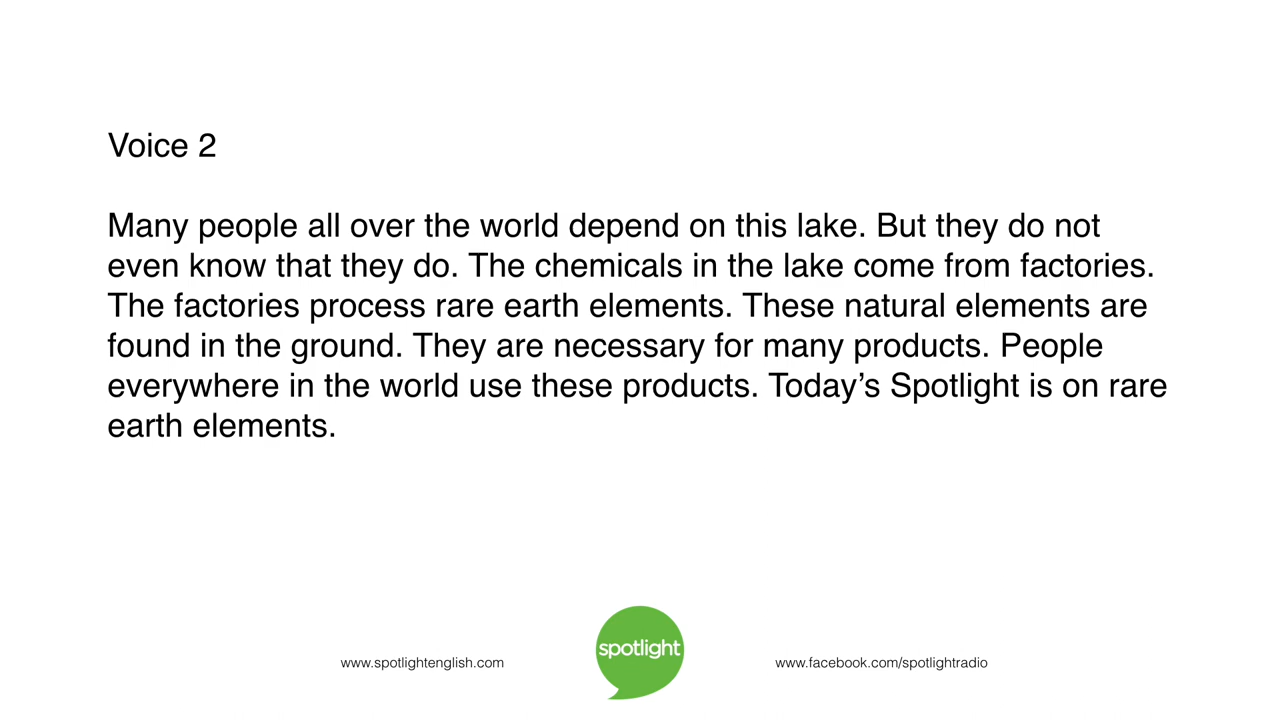 Voice 2
Many people all over the world depend on this lake. But they do not
even know that they do. The chemicals in the lake come from factories.
The factories process rare earth elements. These natural elements are
found in the ground. They are necessary for many products. People
everywhere in the world use these products. Today’s Spotlight is on rare
earth elements.
spotlight
www.spotlightenglish.com
www.facebook.com/spotlightradio